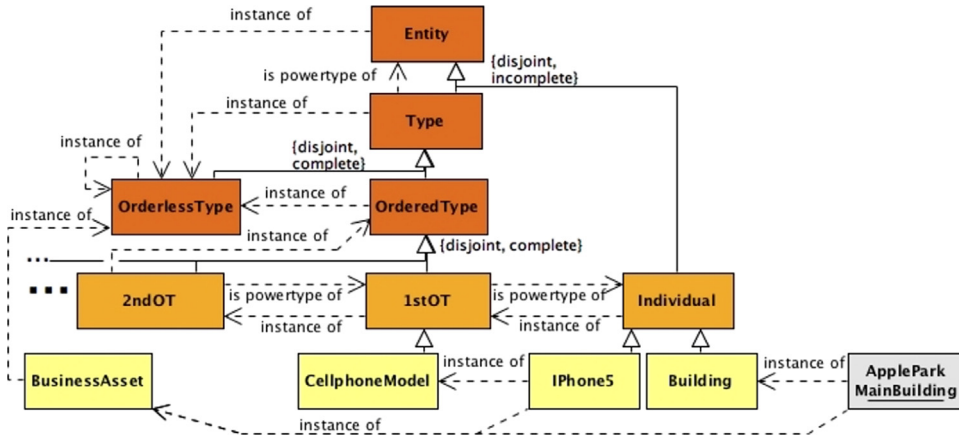 instance of
Entity
{disjoint,
incomplete}
is powertype of
instance of
Type
instance of
{disjoint,
complete}
OrderlessType
instance of
OrderedType
instance of
instance of
{disjoint, complete}
...
...
2ndOT
is powertype of
instance of
1stOT
is powertype of
instance of
Individual
BusinessAsset
CellphoneModel
instance of
IPhone5
Building
instance of
ApplePark
MainBuilding
instance of